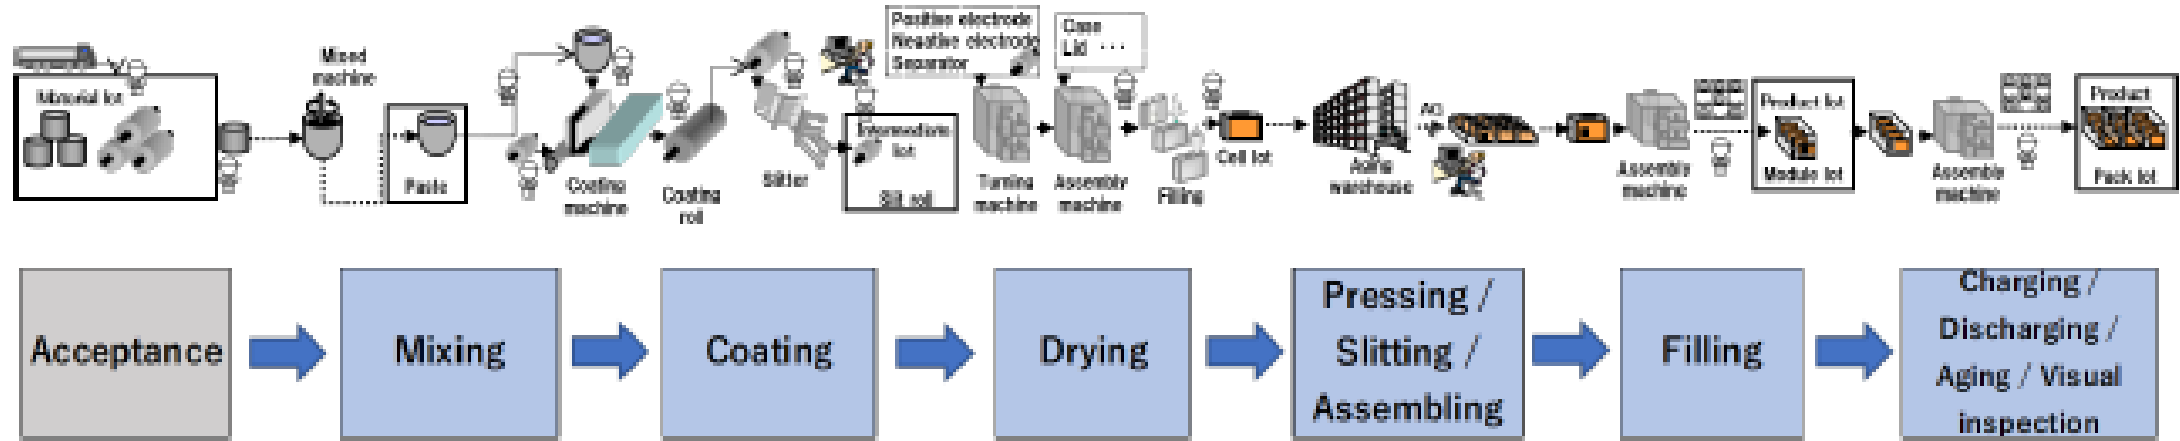 Positive electrode
Negative electrode
Separator
Case
Lid ...
Mixed
machine
Material lot
Paste
Coating
machine
Coating
roll
Slitter
Intermediate
lot
Slit roll
Turning
machine
Assembly
machine
Filling
Cell lot
Aging
warehouse
Assembly
machine
Product lot
Module lot
Assembly
machine
Product
Pack lot
Acceptance
Mixing
Coating
Drying
Pressing /
Slitting /
Assembling
Filling
Charging /
Discharging /
Aging / Visual
inspection